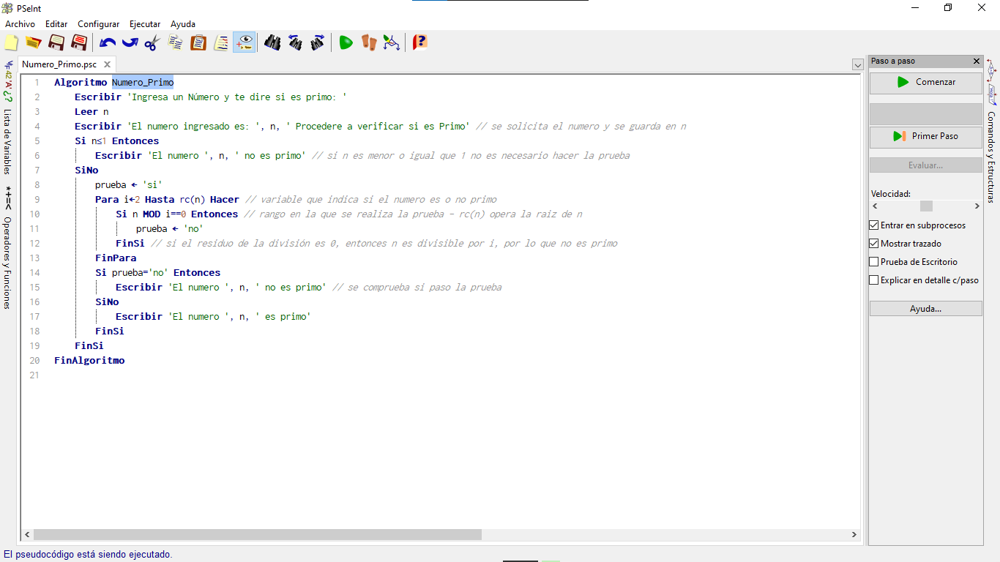 PSeInt
Archivo Editar Configurar Ejecutar Ayuda
Numero_Primo.psc
1 Algoritmo Numero_Primo
2 Escribir 'Ingresa un Número y te dire si es primo: '
3 Leer n
4 Escribir 'El numero ingresado es: ', n, ' Procedere a verificar si es Primo' // se solicita el numero y se guarda en n
5 Si n≤1 Entonces
6 Escribir 'El numero ', n, ' no es primo' // si n es menor o igual que 1 no es necesario hacer la prueba
7 SiNo
8 prueba ← 'si'
9 Para i←2 Hasta rc(n) Hacer // variable que indica si el numero es o no primo
10 Si n MOD i==0 Entonces // rango en la que se realiza la prueba - rc(n) opera la raiz de n
11 prueba ← 'no'
12 FinSi // si el residuo de la división es 0, entonces n es divisible por i, por lo que no es primo
13 FinPara
14 Si prueba='no' Entonces
15 Escribir 'El numero ', n, ' no es primo' // se comprueba si paso la prueba
16 SiNo
17 Escribir 'El numero ', n, ' es primo'
18 FinSi
19 FinSi
20 FinAlgoritmo
21
Lista de Variables
*+=< Operadores y Funciones
Paso a paso
Comenzar
Primer Paso
Evaluar...
Velocidad:
Entrar en subprocesos
Mostrar trazado
Prueba de Escritorio
Explicar en detalle c/paso
Ayuda...
Comandos y Estructuras
El pseudocódigo está siendo ejecutado.